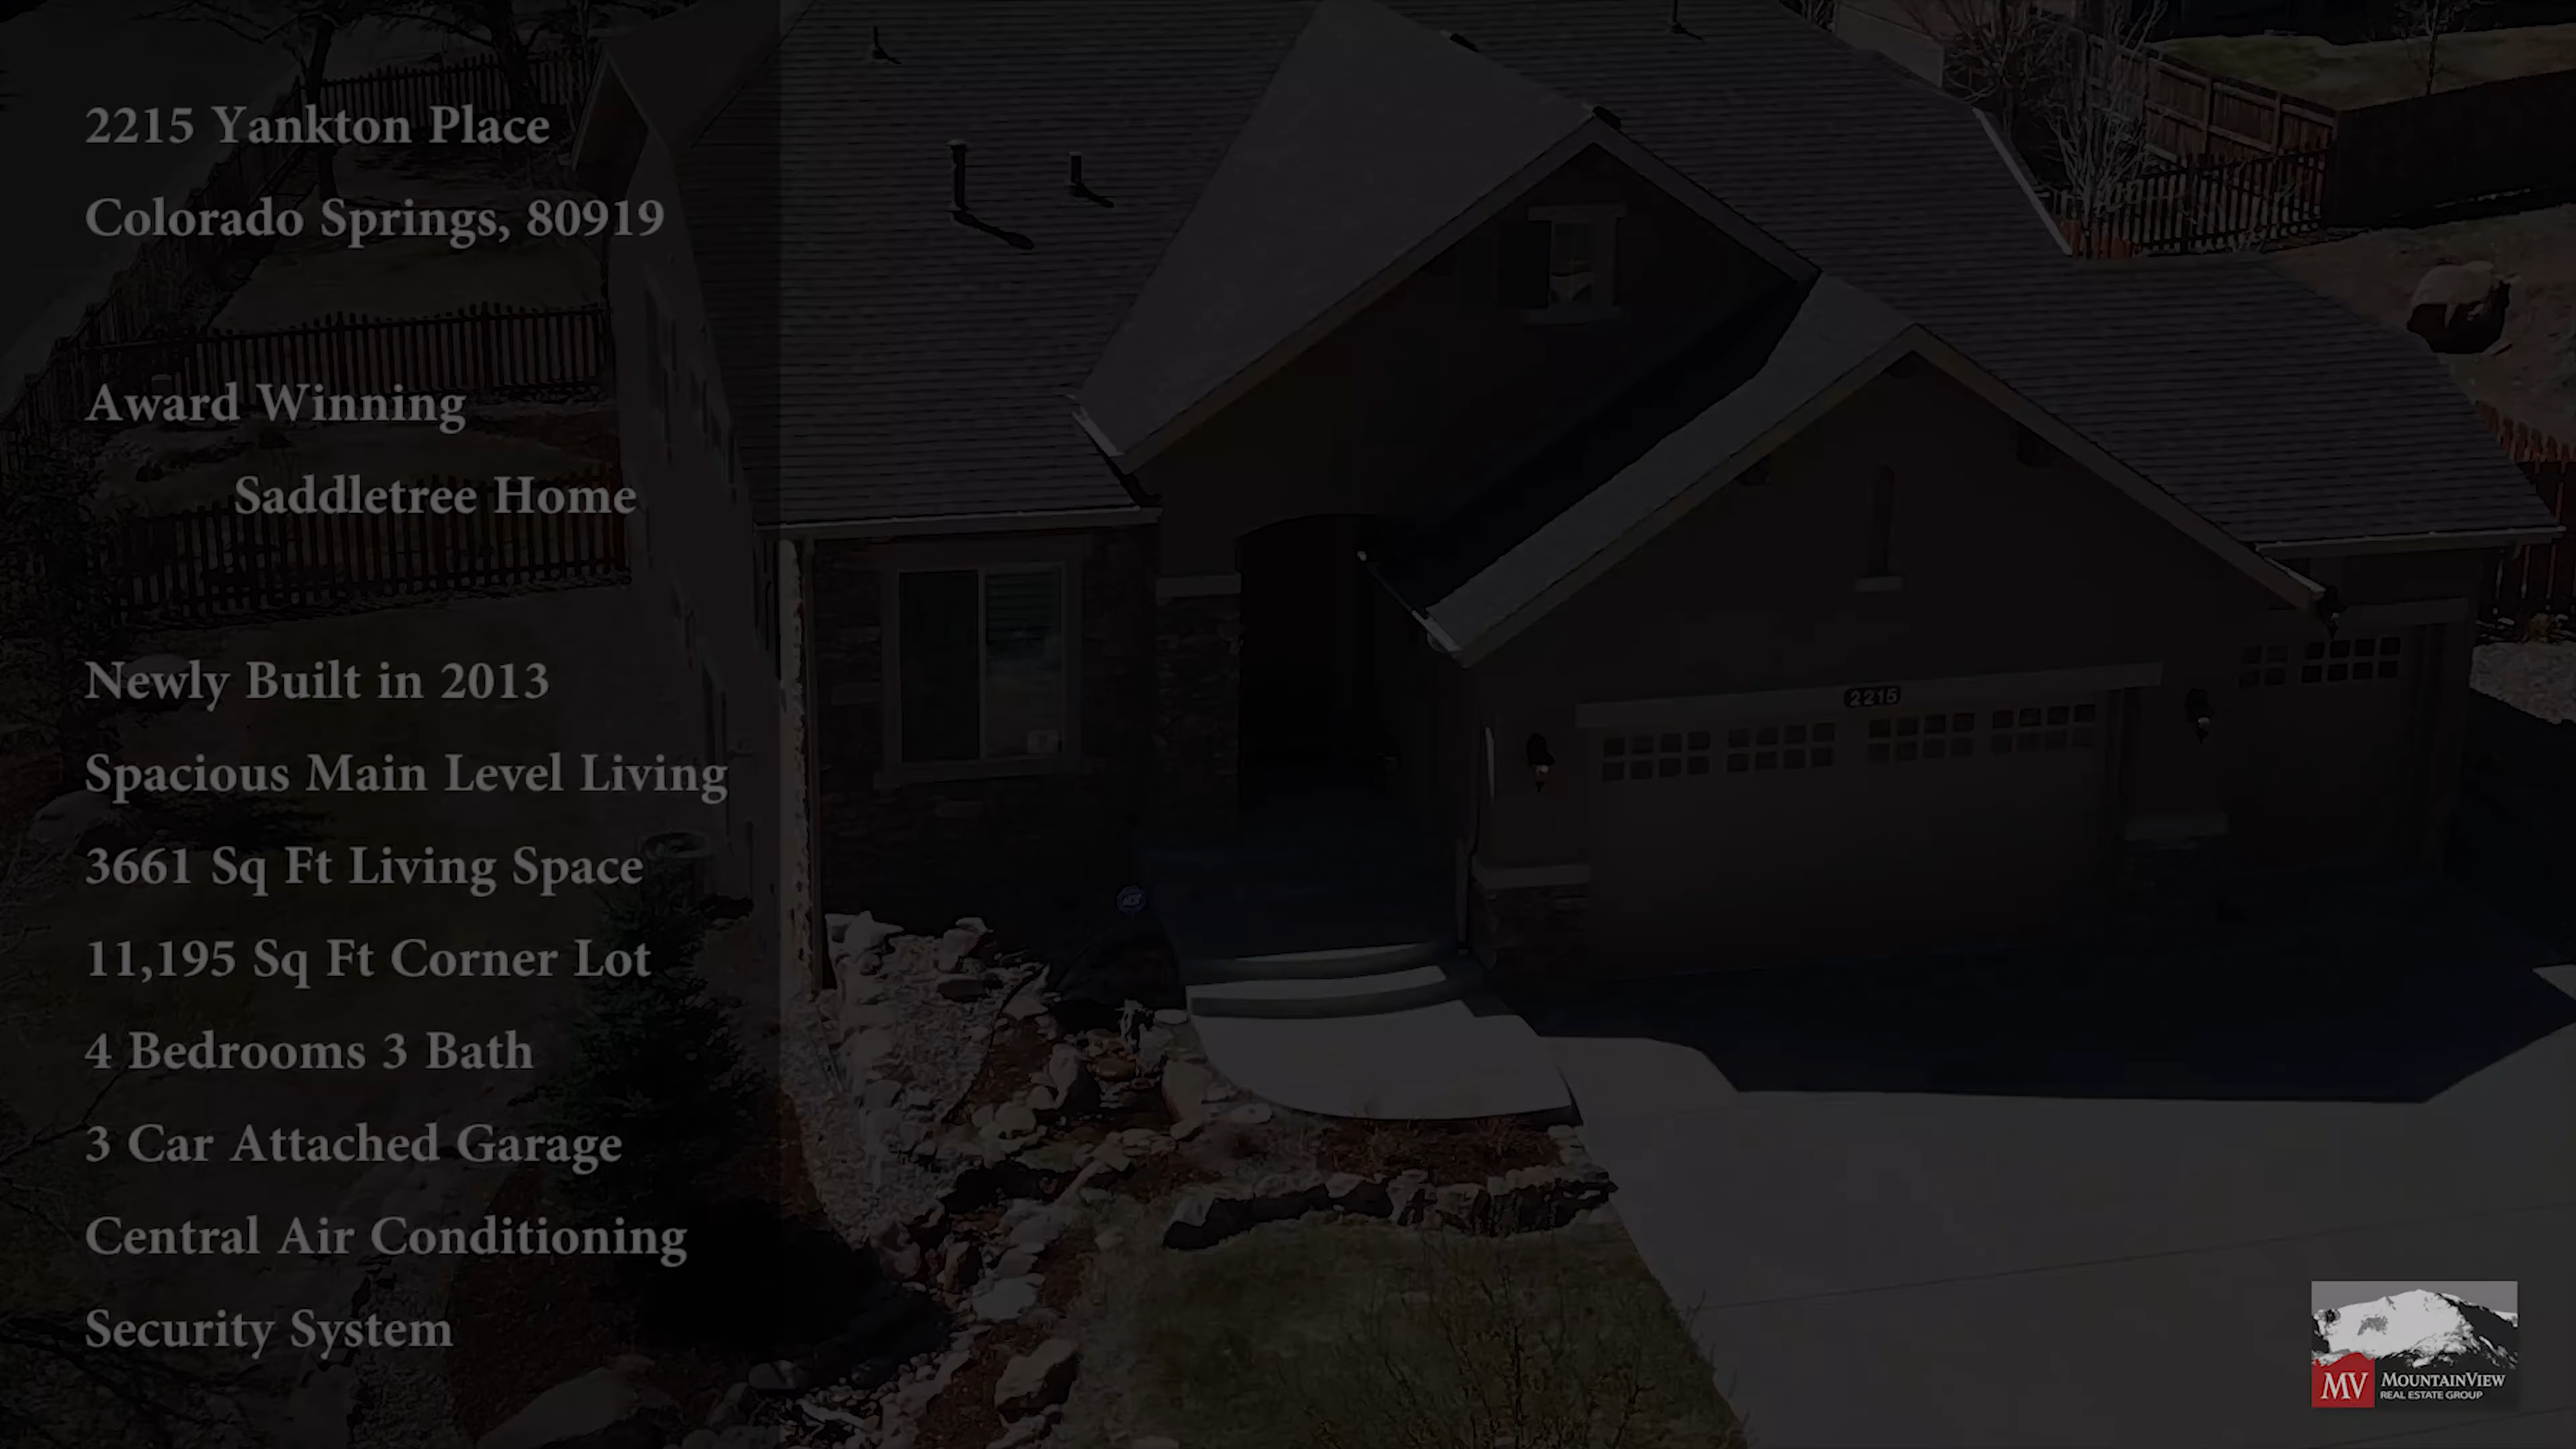 2215 Yankton Place
Colorado Springs, 80919
Award Winning
Saddletree Home
Newly Built in 2013
Spacious Main Level Living
3661 Sq Ft Living Space
11,195 Sq Ft Corner Lot
4 Bedrooms 3 Bath
3 Car Attached Garage
Central Air Conditioning
Security System
2215
ADT
MV MOUNTAINVIEW
REAL ESTATE GROUP